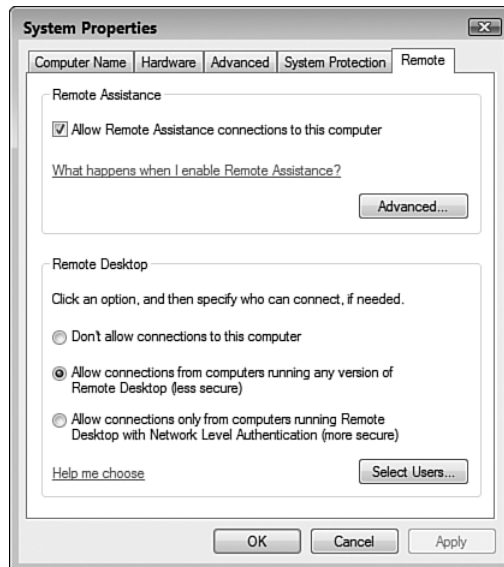 System Properties
Computer Name Hardware Advanced System Protection Remote
Remote Assistance
Allow Remote Assistance connections to this computer
What happens when I enable Remote Assistance?
Advanced...
Remote Desktop
Click an option, and then specify who can connect, if needed.
Don't allow connections to this computer
Allow connections from computers running any version of
Remote Desktop (less secure)
Allow connections only from computers running Remote
Desktop with Network Level Authentication (more secure)
Help me choose
Select Users...
OK Cancel Apply